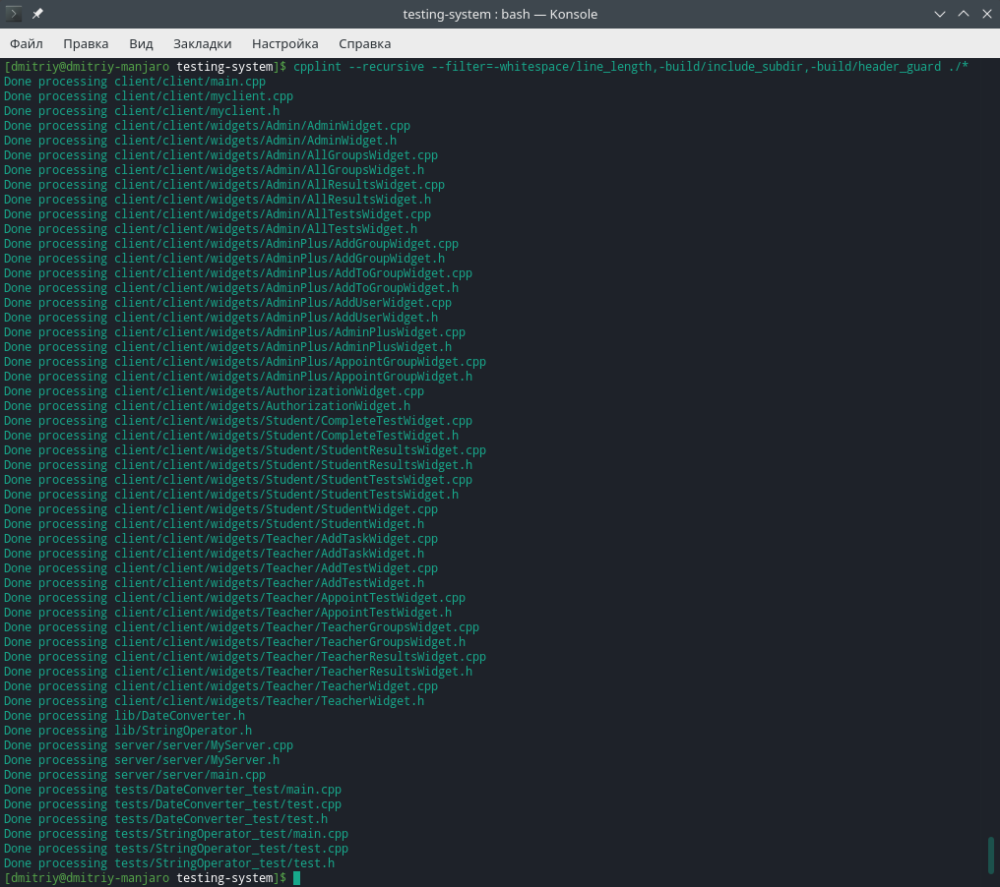 testing-system : bash — Konsole
Файл Правка Вид Закладки Настройка Справка
[dmitriy@dmitriy-manjaro testing-system]$ cpplint --recursive --filter=-whitespace/line_length,-build/include_subdir,-build/header_guard ./*
Done processing client/client/main.cpp
Done processing client/client/myclient.cpp
Done processing client/client/myclient.h
Done processing client/client/widgets/Admin/AdminWidget.cpp
Done processing client/client/widgets/Admin/AdminWidget.h
Done processing client/client/widgets/Admin/AllGroupsWidget.cpp
Done processing client/client/widgets/Admin/AllGroupsWidget.h
Done processing client/client/widgets/Admin/AllResultsWidget.cpp
Done processing client/client/widgets/Admin/AllResultsWidget.h
Done processing client/client/widgets/Admin/AllTestsWidget.cpp
Done processing client/client/widgets/Admin/AllTestsWidget.h
Done processing client/client/widgets/AdminPlus/AddGroupWidget.cpp
Done processing client/client/widgets/AdminPlus/AddGroupWidget.h
Done processing client/client/widgets/AdminPlus/AddToGroupWidget.cpp
Done processing client/client/widgets/AdminPlus/AddToGroupWidget.h
Done processing client/client/widgets/AdminPlus/AddUserWidget.cpp
Done processing client/client/widgets/AdminPlus/AddUserWidget.h
Done processing client/client/widgets/AdminPlus/AdminPlusWidget.cpp
Done processing client/client/widgets/AdminPlus/AdminPlusWidget.h
Done processing client/client/widgets/AdminPlus/AppointGroupWidget.cpp
Done processing client/client/widgets/AdminPlus/AppointGroupWidget.h
Done processing client/client/widgets/AuthorizationWidget.cpp
Done processing client/client/widgets/AuthorizationWidget.h
Done processing client/client/widgets/Student/CompleteTestWidget.cpp
Done processing client/client/widgets/Student/CompleteTestWidget.h
Done processing client/client/widgets/Student/StudentResultsWidget.cpp
Done processing client/client/widgets/Student/StudentResultsWidget.h
Done processing client/client/widgets/Student/StudentTestsWidget.cpp
Done processing client/client/widgets/Student/StudentTestsWidget.h
Done processing client/client/widgets/Student/StudentWidget.cpp
Done processing client/client/widgets/Student/StudentWidget.h
Done processing client/client/widgets/Teacher/AddTaskWidget.cpp
Done processing client/client/widgets/Teacher/AddTaskWidget.h
Done processing client/client/widgets/Teacher/AddTestWidget.cpp
Done processing client/client/widgets/Teacher/AddTestWidget.h
Done processing client/client/widgets/Teacher/AppointTestWidget.cpp
Done processing client/client/widgets/Teacher/AppointTestWidget.h
Done processing client/client/widgets/Teacher/TeacherGroupsWidget.cpp
Done processing client/client/widgets/Teacher/TeacherGroupsWidget.h
Done processing client/client/widgets/Teacher/TeacherResultsWidget.cpp
Done processing client/client/widgets/Teacher/TeacherResultsWidget.h
Done processing client/client/widgets/Teacher/TeacherWidget.cpp
Done processing client/client/widgets/Teacher/TeacherWidget.h
Done processing lib/DateConverter.h
Done processing lib/StringOperator.h
Done processing server/server/MyServer.cpp
Done processing server/server/MyServer.h
Done processing server/server/main.cpp
Done processing tests/DateConverter_test/main.cpp
Done processing tests/DateConverter_test/test.cpp
Done processing tests/DateConverter_test/test.h
Done processing tests/StringOperator_test/main.cpp
Done processing tests/StringOperator_test/test.cpp
Done processing tests/StringOperator_test/test.h
[dmitriy@dmitriy-manjaro testing-system]$